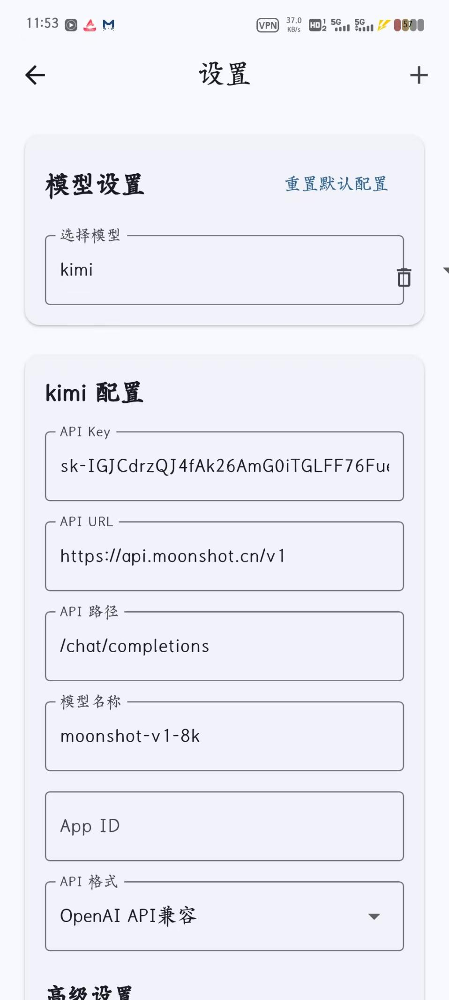 11:53
VPN 37.0 KB/s HD 1 2 5G 5G 57
设置
模型设置 重置默认配置
选择模型
kimi
kimi 配置
API Key
sk-IGJCdrzQJ4fAk26AmG0iTGLFF76Fu
API URL
https://api.moonshot.cn/v1
API 路径
/chat/completions
模型名称
moonshot-v1-8k
App ID
API 格式
OpenAI API兼容
高级设置